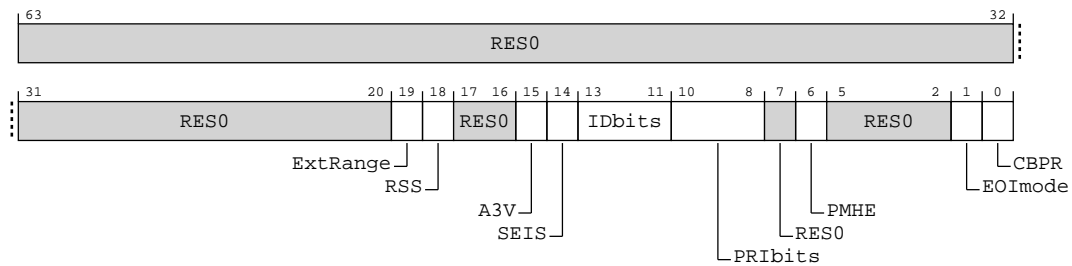 63 32
RES0
31 20 19 18 17 16 15 14 13 11 10 8 7 6 5 2 1 0
RES0 RES0 IDbits RES0
ExtRange CBPR
RSS EOImode
A3V PMHE
SEIS RES0
PRIbits